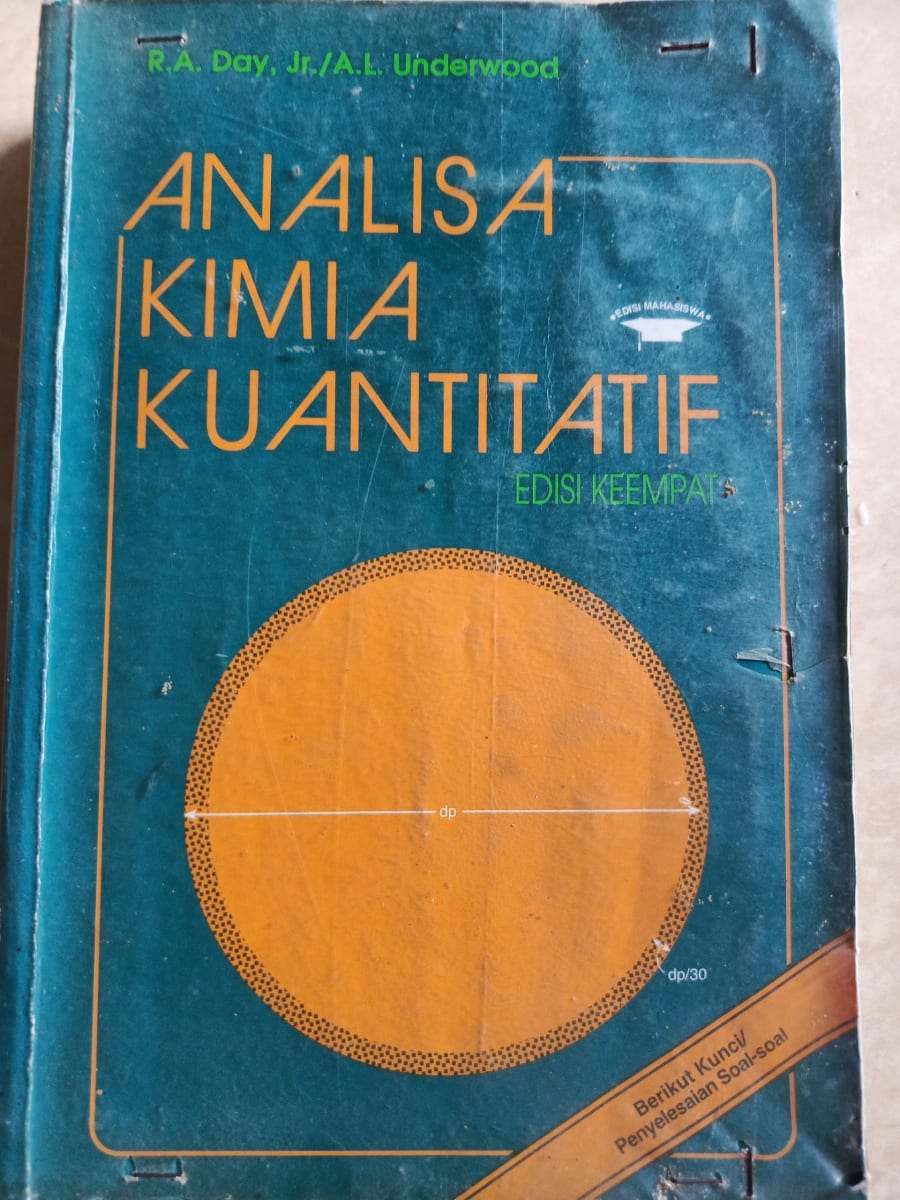 R.A. Day, Jr./A.L. Underwood
ANALISA
KIMIA
KUANTITATIF
•EDISI MAHASISWA•
EDISI KEEMPAT
dp
dp/30
Berikut Kunci/
Penyelesaian Soal-soal